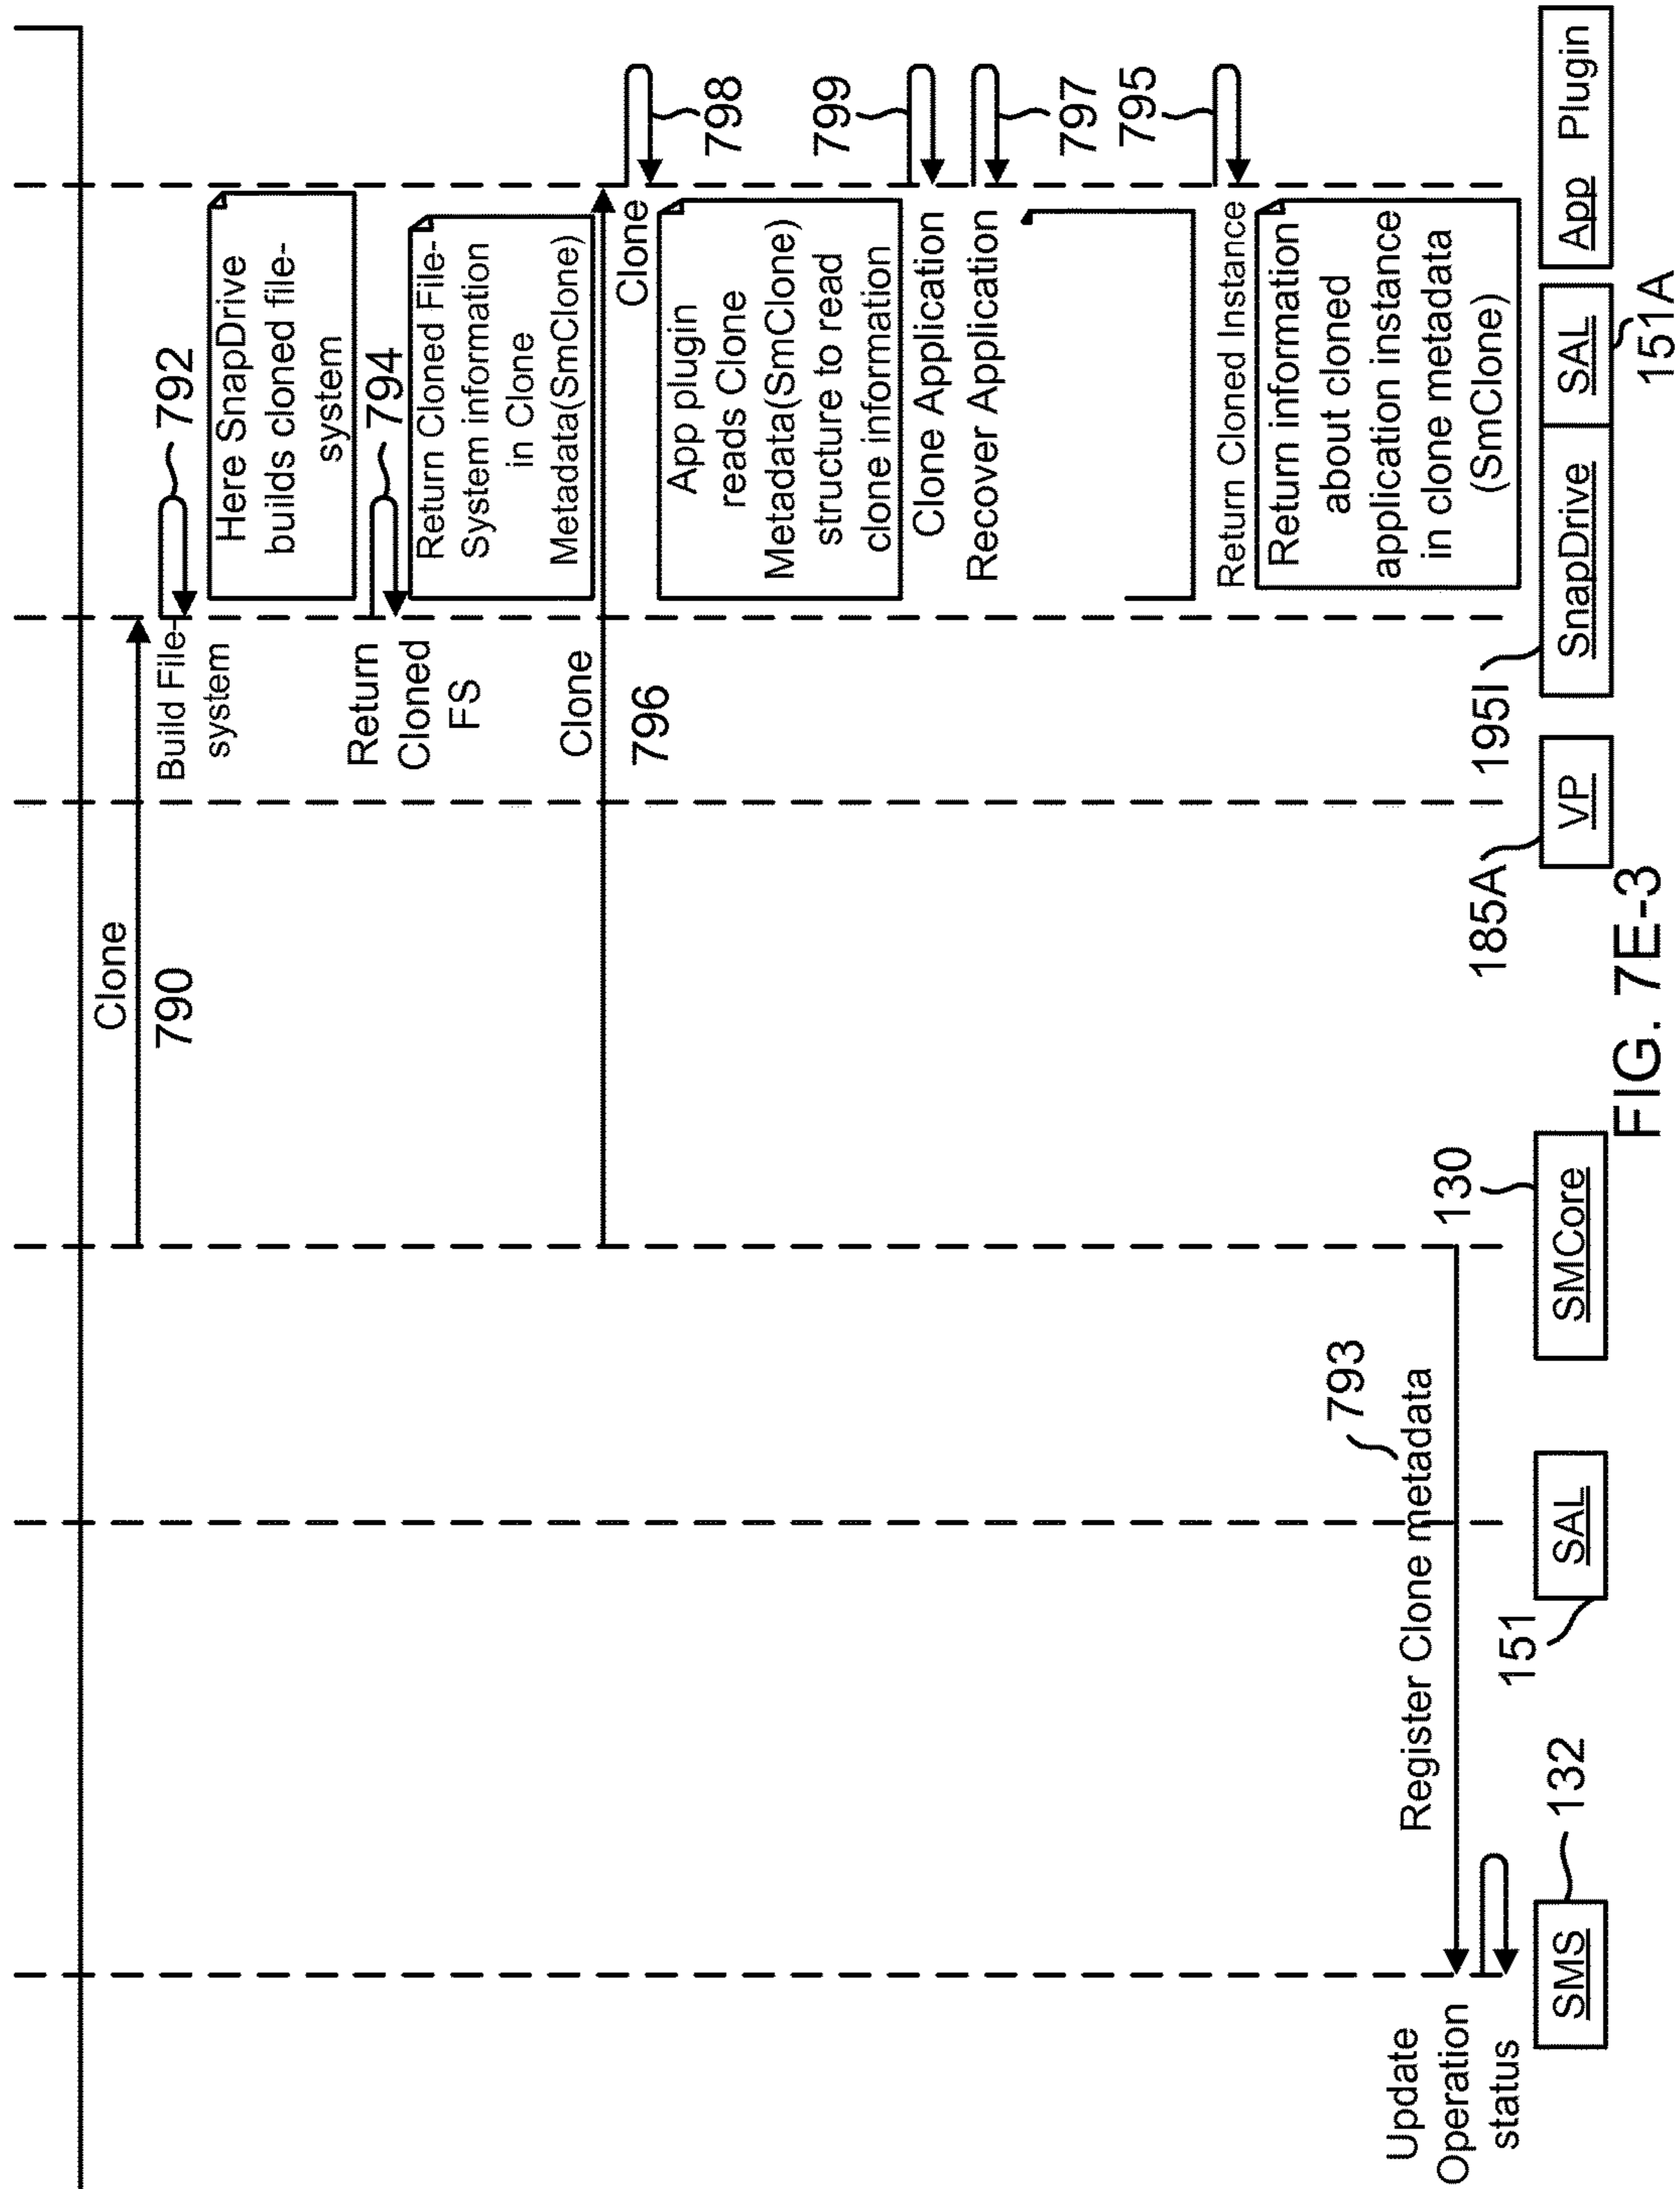 Clone
790
Build File-
system
792
Here SnapDrive
builds cloned file-
system
Return
Cloned
FS
794
Return Cloned File-
System information
in Clone
Metadata(SmClone)
Clone
796
Clone
798
App plugin
reads Clone
Metadata(SmClone)
structure to read
clone information
799
Clone Application
Recover Application
797
795
Return Cloned Instance
Return information
about cloned
application instance
in clone metadata
(SmClone)
793
Register Clone metadata
Update
Operation
status
SMS
132
SAL
151
SMCore
130
VP
185A
SnapDrive
195I
SAL
151A
App Plugin
FIG. 7E-3